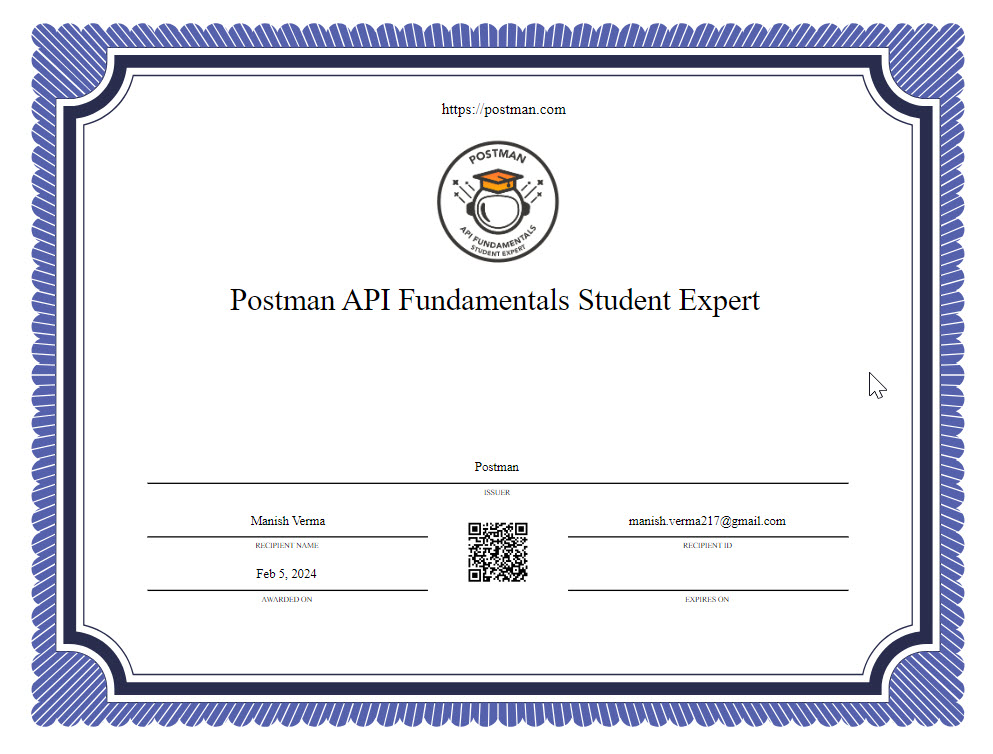 https://postman.com
POSTMAN
API FUNDAMENTALS
STUDENT EXPERT
Postman API Fundamentals Student Expert
Postman
ISSUER
Manish Verma
RECIPIENT NAME
manish.verma217@gmail.com
RECIPIENT ID
Feb 5, 2024
AWARDED ON
EXPIRES ON